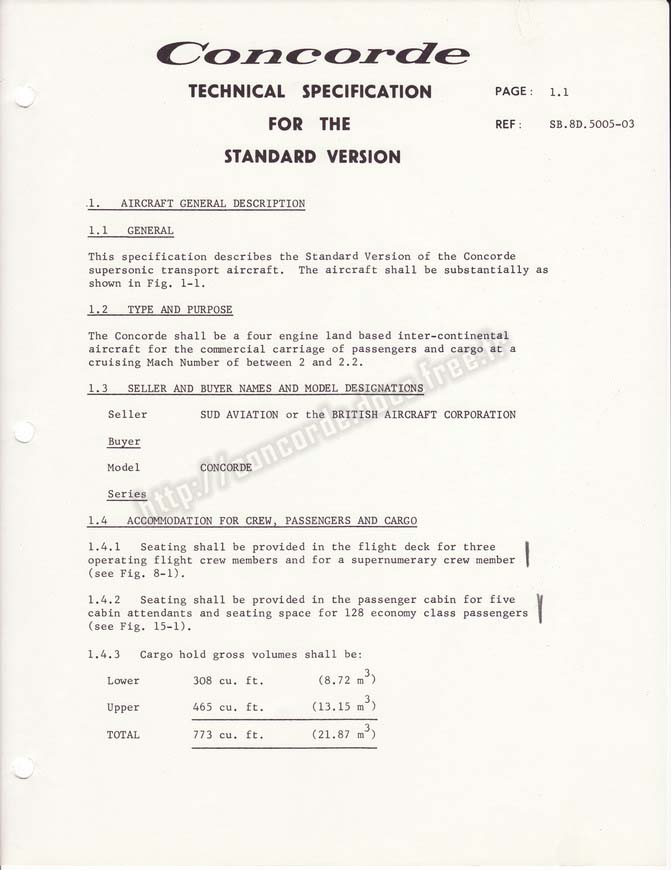 Concorde
TECHNICAL SPECIFICATION
PAGE: 1.1
FOR THE
REF: SB.8D.5005-03
STANDARD VERSION
1. AIRCRAFT GENERAL DESCRIPTION
1.1 GENERAL
This specification describes the Standard Version of the Concorde
supersonic transport aircraft. The aircraft shall be substantially as
shown in Fig. 1-1.
1.2 TYPE AND PURPOSE
The Concorde shall be a four engine land based inter-continental
aircraft for the commercial carriage of passengers and cargo at a
cruising Mach Number of between 2 and 2.2.
1.3 SELLER AND BUYER NAMES AND MODEL DESIGNATIONS
Seller SUD AVIATION or the BRITISH AIRCRAFT CORPORATION
Buyer
Model CONCORDE
Series
http://concorde.docs.free.fr
1.4 ACCOMMODATION FOR CREW, PASSENGERS AND CARGO
1.4.1 Seating shall be provided in the flight deck for three
operating flight crew members and for a supernumerary crew member
(see Fig. 8-1).
1.4.2 Seating shall be provided in the passenger cabin for five
cabin attendants and seating space for 128 economy class passengers
(see Fig. 15-1).
1.4.3 Cargo hold gross volumes shall be:
Lower 308 cu. ft. (8.72 m³)
Upper 465 cu. ft. (13.15 m³)
TOTAL 773 cu. ft. (21.87 m³)